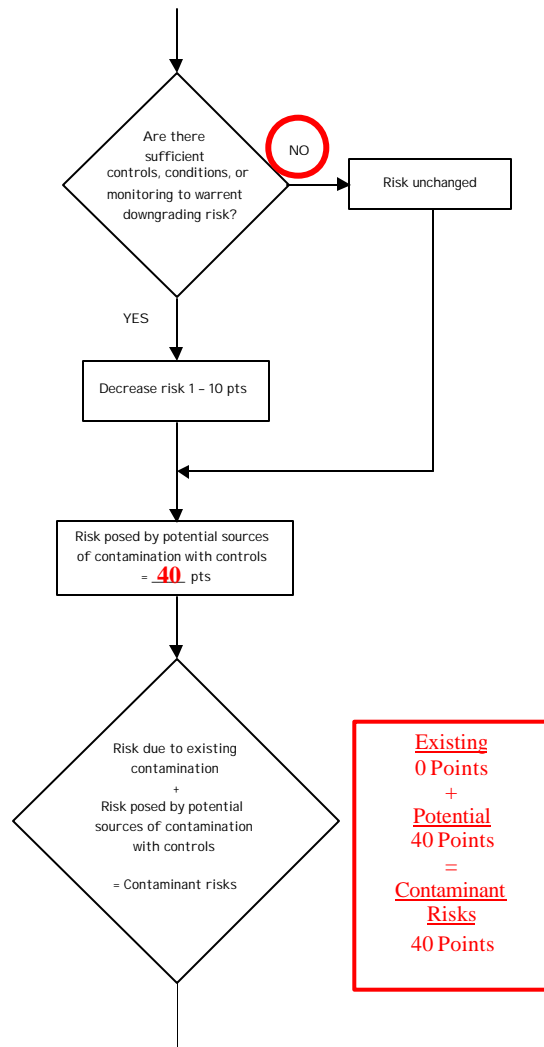 Are there
sufficient
controls, conditions, or
monitoring to warrent
downgrading risk?
NO
Risk unchanged
YES
Decrease risk 1 – 10 pts
Risk posed by potential sources
of contamination with controls
= 40 pts
Risk due to existing
contamination
+
Risk posed by potential
sources of contamination
with controls
= Contaminant risks
Existing
0 Points
+
Potential
40 Points
=
Contaminant
Risks
40 Points